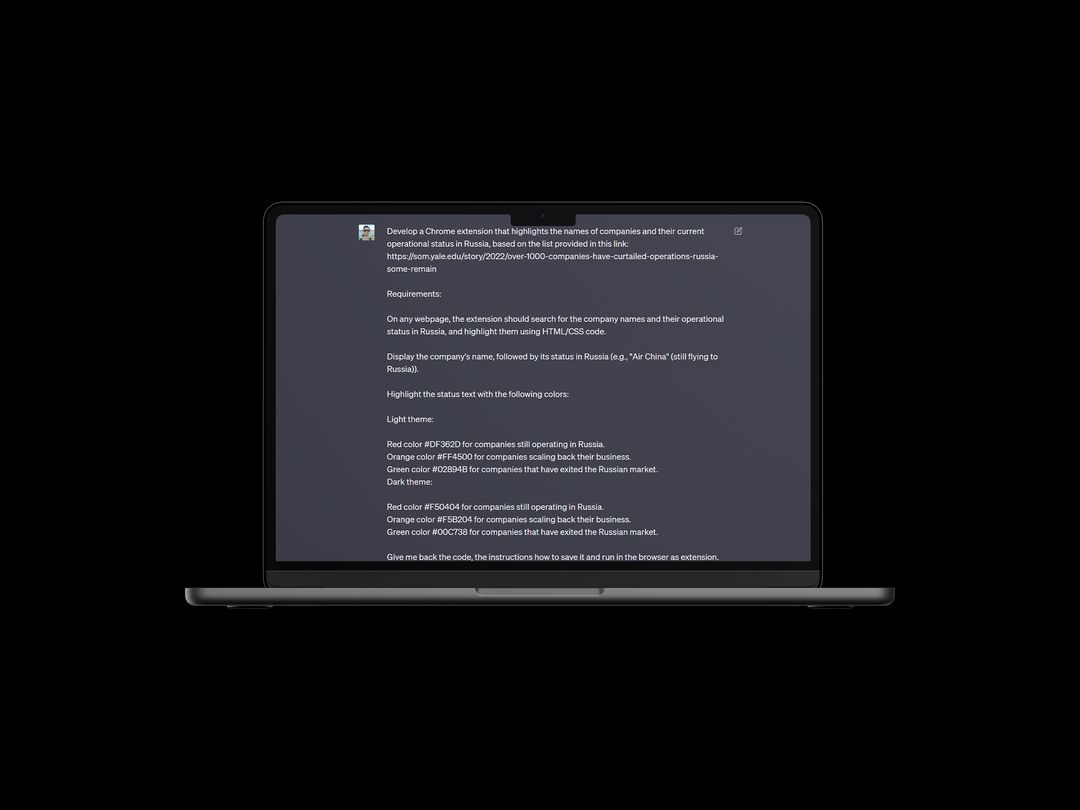 Develop a Chrome extension that highlights the names of companies and their current
operational status in Russia, based on the list provided in this link:
https://som.yale.edu/story/2022/over-1000-companies-have-curtailed-operations-russia-
some-remain
Requirements:
On any webpage, the extension should search for the company names and their operational
status in Russia, and highlight them using HTML/CSS code.
Display the company's name, followed by its status in Russia (e.g., "Air China" (still flying to
Russia)).
Highlight the status text with the following colors:
Light theme:
Red color #DF362D for companies still operating in Russia.
Orange color #FF4500 for companies scaling back their business.
Green color #02894B for companies that have exited the Russian market.
Dark theme:
Red color #F50404 for companies still operating in Russia.
Orange color #F5B204 for companies scaling back their business.
Green color #00C738 for companies that have exited the Russian market.
Give me back the code, the instructions how to save it and run in the browser as extension.